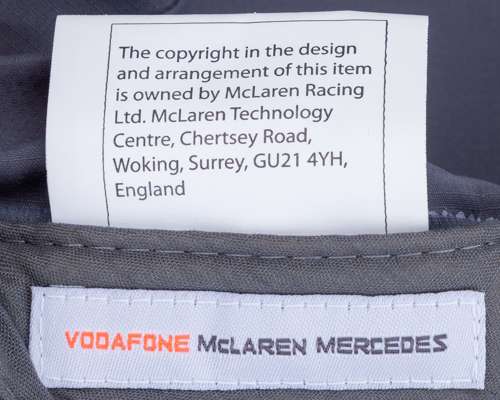 The copyright in the design
and arrangement of this item
is owned by McLaren Racing
Ltd. McLaren Technology
Centre, Chertsey Road,
Woking, Surrey, GU21 4YH,
England
VODAFONE McLAREN MERCEDES